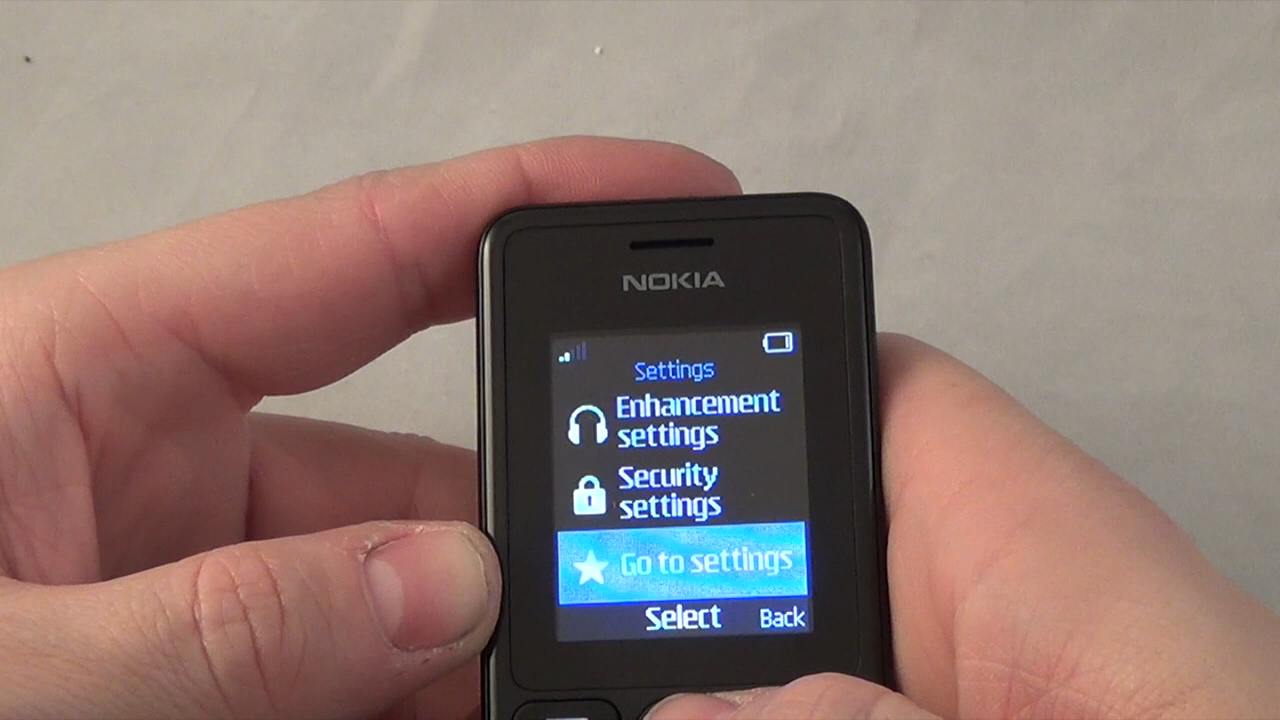 NOKIA
Settings
Enhancement
settings
Security
settings
Go to settings
Select Back